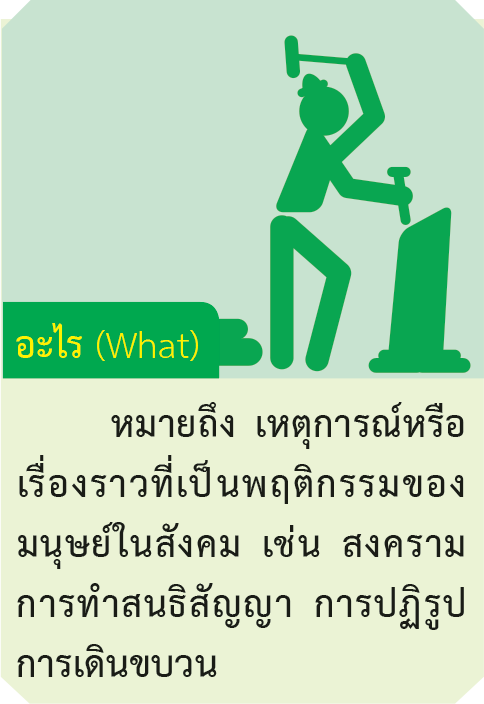 อะไร (What)
หมายถึง เหตุการณ์หรือ
เรื่องราวที่เป็นพฤติกรรมของ
มนุษย์ในสังคม เช่น สงคราม
การทำสนธิสัญญา การปฏิรูป
การเดินขบวน